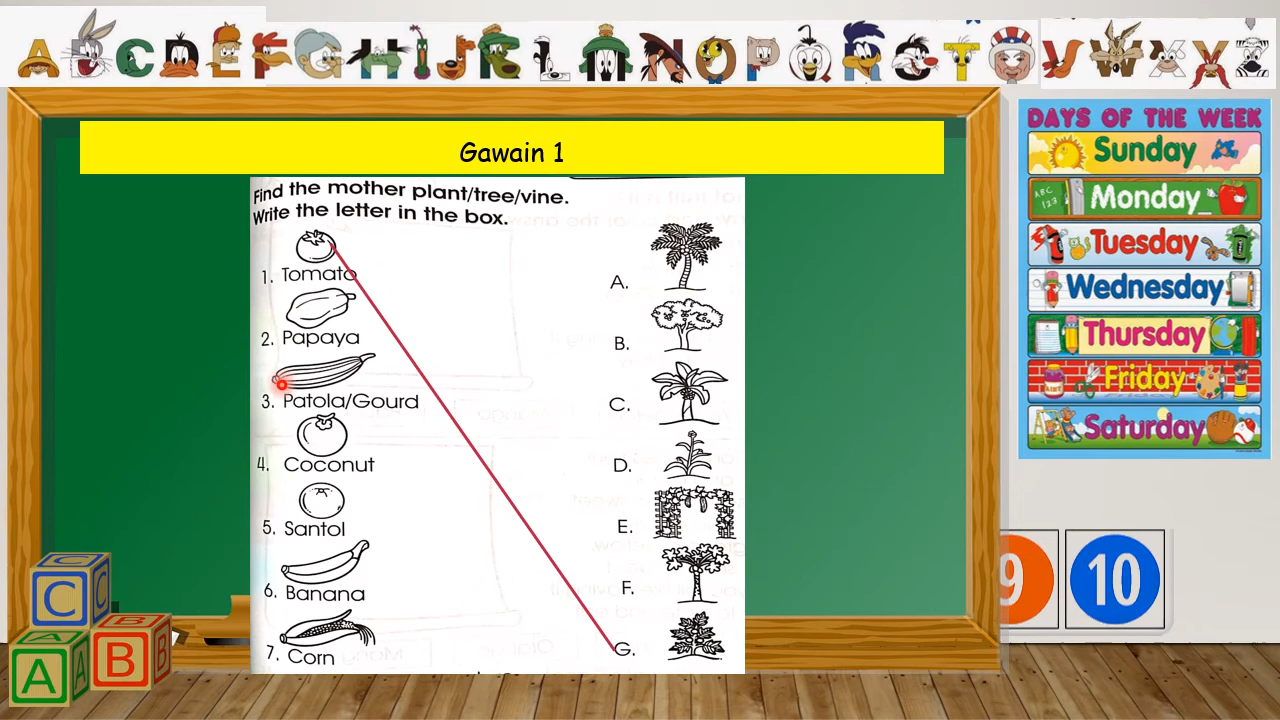 A B C D E F G H I J K L M N O P Q R S T U V W X Y Z
Gawain 1
Find the mother plant/tree/vine.
Write the letter in the box.
1. Tomato
2. Papaya
3. Patola/Gourd
4. Coconut
5. Santol
6. Banana
7. Corn
A.
B.
C.
D.
E.
F.
G.
DAYS OF THE WEEK
Sunday
ABC
123
Monday
Tuesday
Wednesday
Thursday
Friday
Saturday
9
10
C
A
B